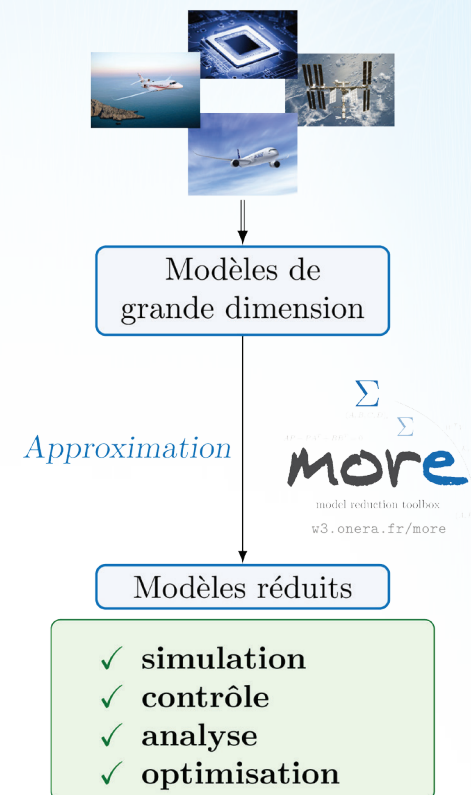 Modèles de
grande dimension
Σ
Σ
Approximation
more
model reduction toolbox
w3.onera.fr/more
Modèles réduits
✓ simulation
✓ contrôle
✓ analyse
✓ optimisation